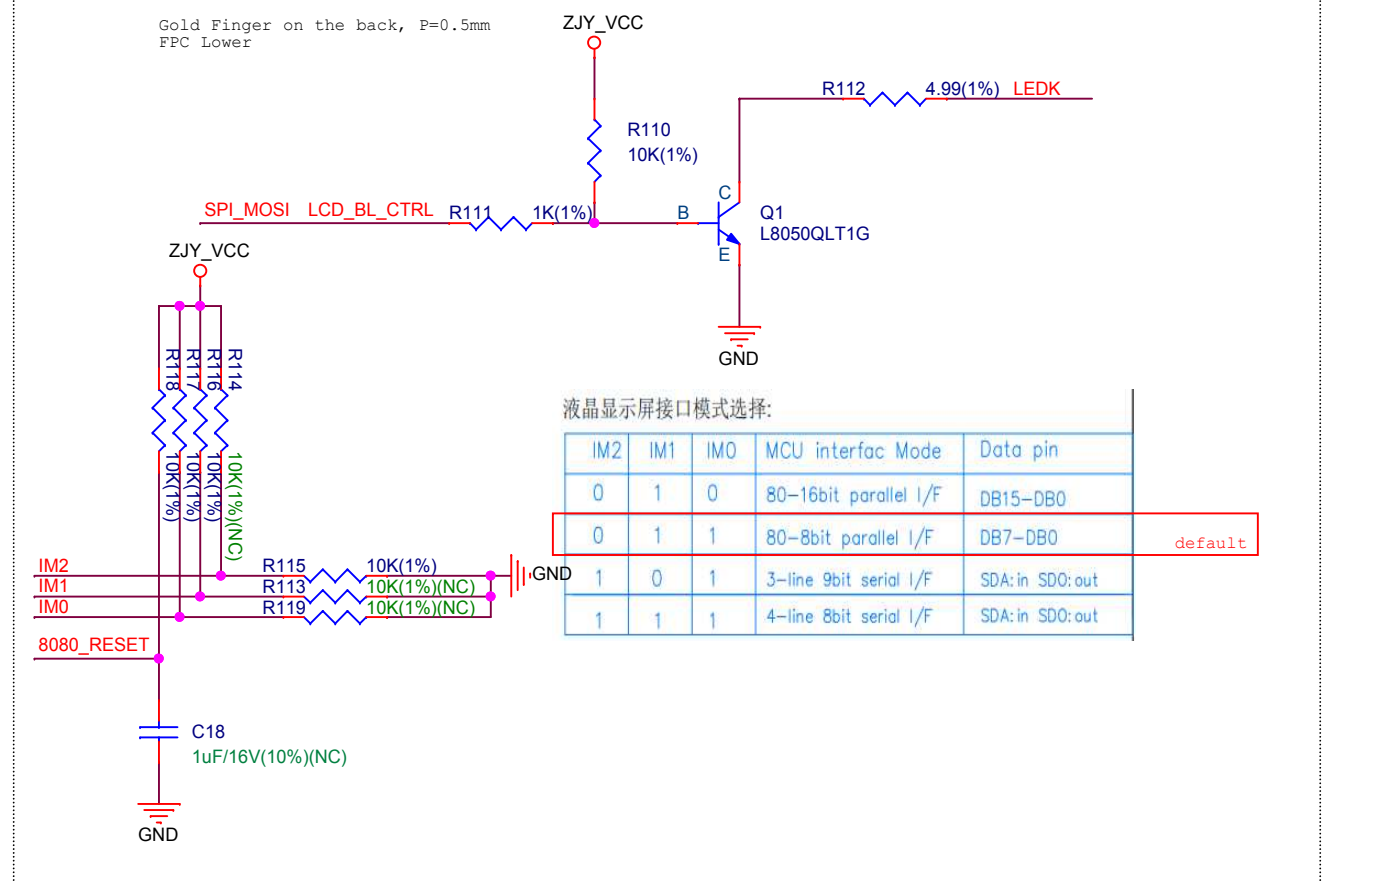 Gold Finger on the back, P=0.5mm
FPC Lower
ZJY_VCC
R112 4.99(1%) LEDK
R110
10K(1%)
SPI_MOSI LCD_BL_CTRL R111 1K(1%) B
C
Q1
L8050QLT1G
E
GND
ZJY_VCC
R118 R117 R116 R114
10K(1%) 10K(1%) 10K(1%) 10K(1%)(NC)
IM2 R115 10K(1%)
IM1 R113 10K(1%)(NC)
IM0 R119 10K(1%)(NC)
GND
8080_RESET
C18
1uF/16V(10%)(NC)
GND
液晶显示屏接口模式选择:
IM2 IM1 IM0 MCU interfac Mode Data pin
0 1 0 80-16bit parallel I/F DB15-DB0
0 1 1 80-8bit parallel I/F DB7-DB0 default
1 0 1 3-line 9bit serial I/F SDA:in SDO:out
1 1 1 4-line 8bit serial I/F SDA:in SDO:out